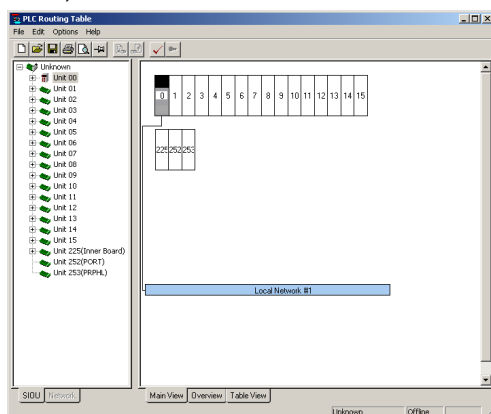 PLC Routing Table
File Edit Options Help
Unknown
Unit 00
Unit 01
Unit 02
Unit 03
Unit 04
Unit 05
Unit 06
Unit 07
Unit 08
Unit 09
Unit 10
Unit 11
Unit 12
Unit 13
Unit 14
Unit 15
Unit 225(Inner Board)
Unit 252(PORT)
Unit 253(PRPHL)
0 1 2 3 4 5 6 7 8 9 10 11 12 13 14 15
225 252 253
Local Network #1
SIOU Network
Main View Overview Table View
Unknown Offline